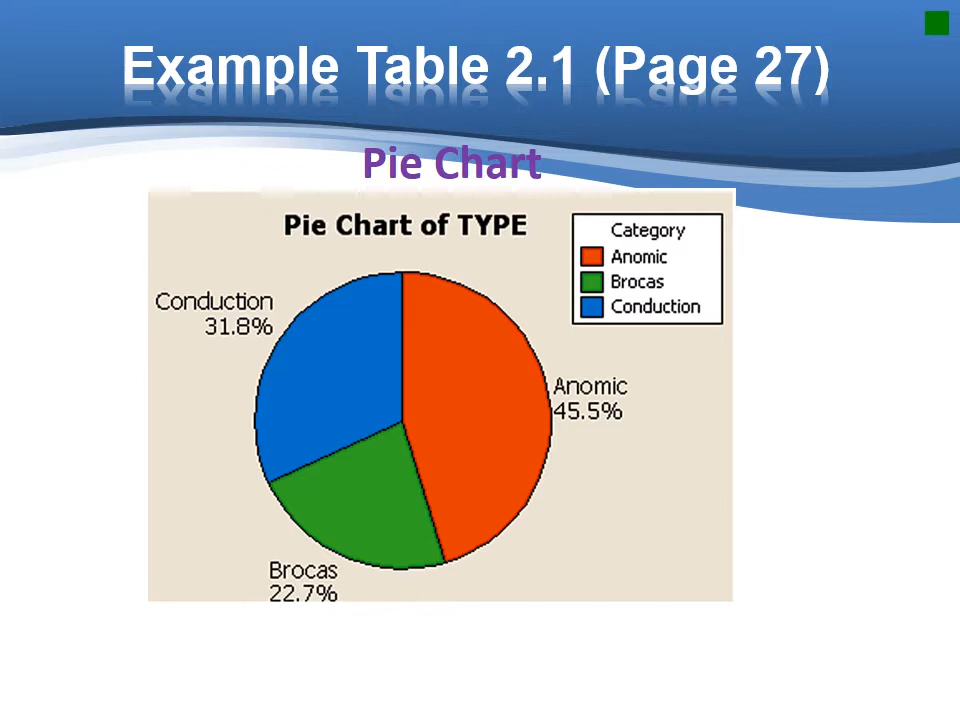 Example Table 2.1 (Page 27)
Pie Chart
Pie Chart of TYPE
Category
Anomic
Brocas
Conduction
Conduction
31.8%
Anomic
45.5%
Brocas
22.7%